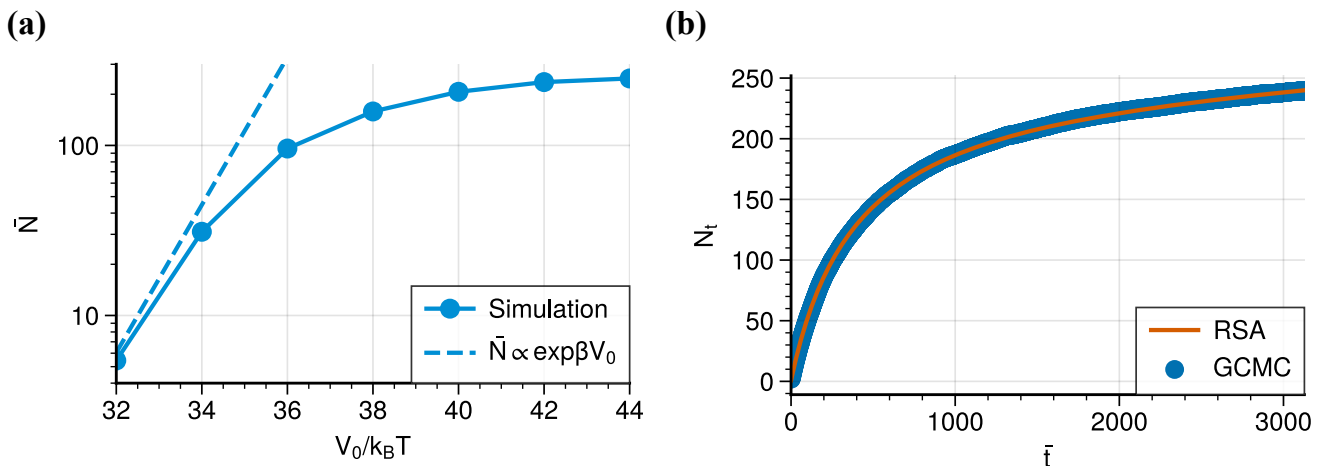 (a)
N̄
100
10
32
34
36
38
40
42
44
V₀/k_BT
Simulation
N̄ ∝ expβV₀
(b)
N_t
250
200
150
100
50
0
0
1000
2000
3000
t̄
RSA
GCMC